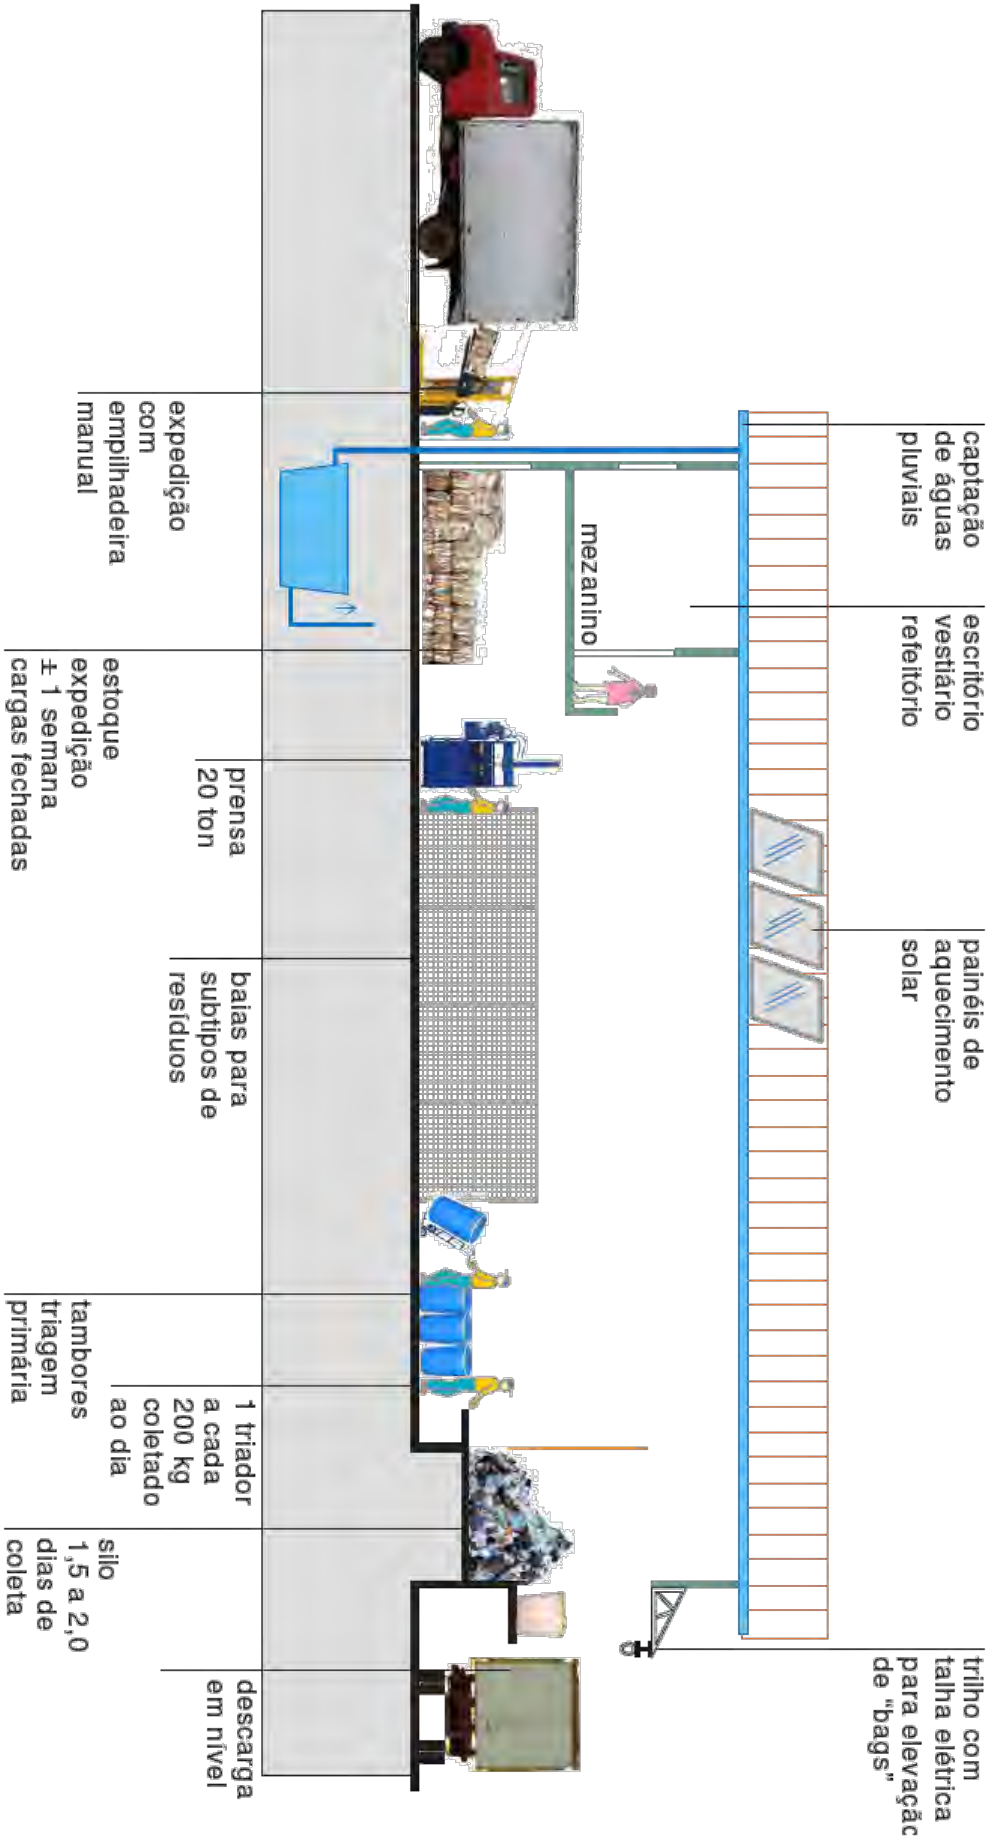 captação
de águas
pluviais
escritório
vestiário
refeitório
painéis de
aquecimento
solar
trilho com
talha elétrica
para elevaçãc
de “bags”
mezanino
expedição
com
empilhadeira
manual
estoque
expedição
± 1 semana
cargas fechadas
prensa
20 ton
baias para
subtipos de
resíduos
tambores
triagem
primária
1 triador
a cada
200 kg
coletado
ao dia
silo
1,5 a 2,0
dias de
coleta
descarga
em nível